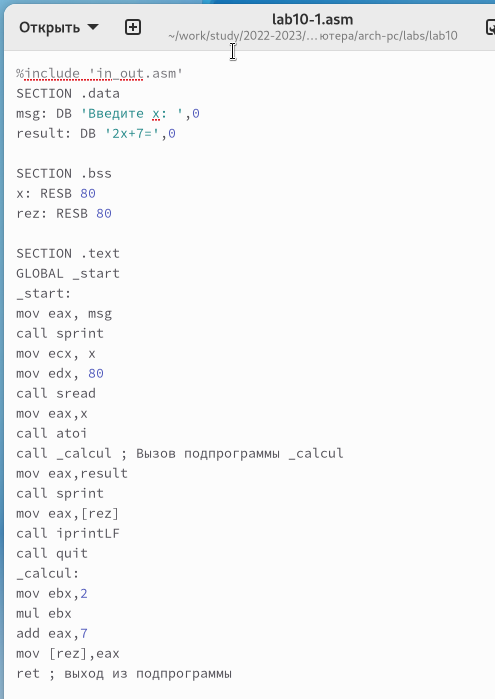 Открыть
lab10-1.asm
~/work/study/2022-2023/…ютера/arch-pc/labs/lab10
%include 'in_out.asm'
SECTION .data
msg: DB 'Введите x: ',0
result: DB '2x+7=',0
SECTION .bss
x: RESB 80
rez: RESB 80
SECTION .text
GLOBAL _start
_start:
mov eax, msg
call sprint
mov ecx, x
mov edx, 80
call sread
mov eax,x
call atoi
call _calcul ; Вызов подпрограммы _calcul
mov eax,result
call sprint
mov eax,[rez]
call iprintLF
call quit
_calcul:
mov ebx,2
mul ebx
add eax,7
mov [rez],eax
ret ; выход из подпрограммы